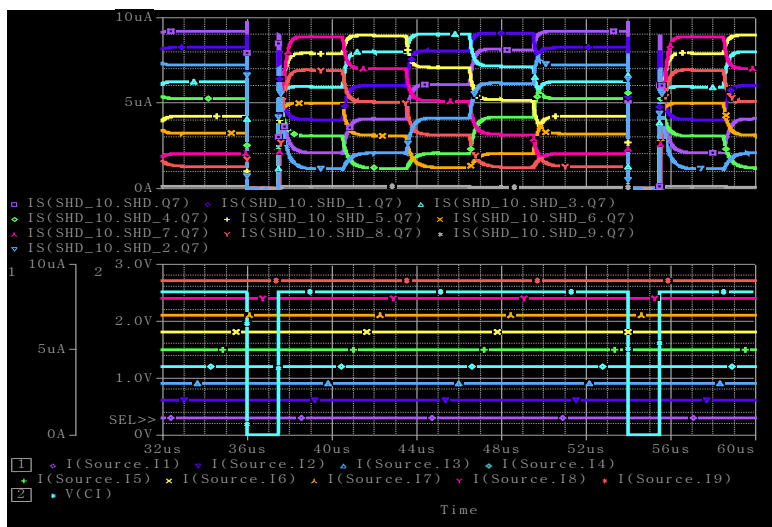 10uA
5uA
0A
IS(SHD_10.SHD.Q7) IS(SHD_10.SHD_1.Q7) IS(SHD_10.SHD_3.Q7)
IS(SHD_10.SHD_4.Q7) IS(SHD_10.SHD_5.Q7) IS(SHD_10.SHD_6.Q7)
IS(SHD_10.SHD_7.Q7) IS(SHD_10.SHD_8.Q7) IS(SHD_10.SHD_9.Q7)
IS(SHD_10.SHD_2.Q7)
1 10uA 2 3.0V
2.0V
5uA
1.0V
SEL>>
0A 0V
32us 36us 40us 44us 48us 52us 56us 60us
1 I(Source.I1) I(Source.I2) I(Source.I3) I(Source.I4)
I(Source.I5) I(Source.I6) I(Source.I7) I(Source.I8) I(Source.I9)
2 V(CI)
Time